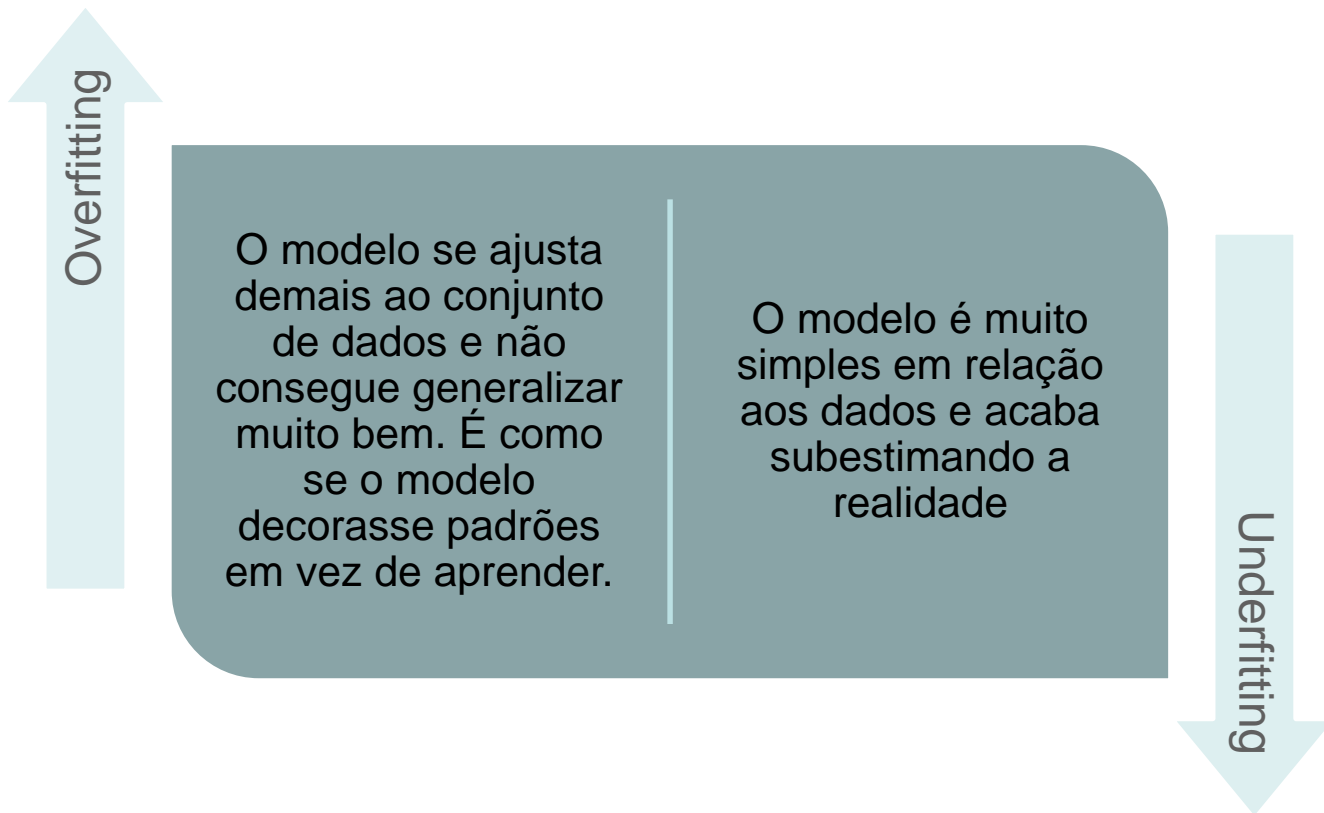 Overfitting
O modelo se ajusta
demais ao conjunto
de dados e não
consegue generalizar
muito bem. É como
se o modelo
decorasse padrões
em vez de aprender.
O modelo é muito
simples em relação
aos dados e acaba
subestimando a
realidade
Underfitting